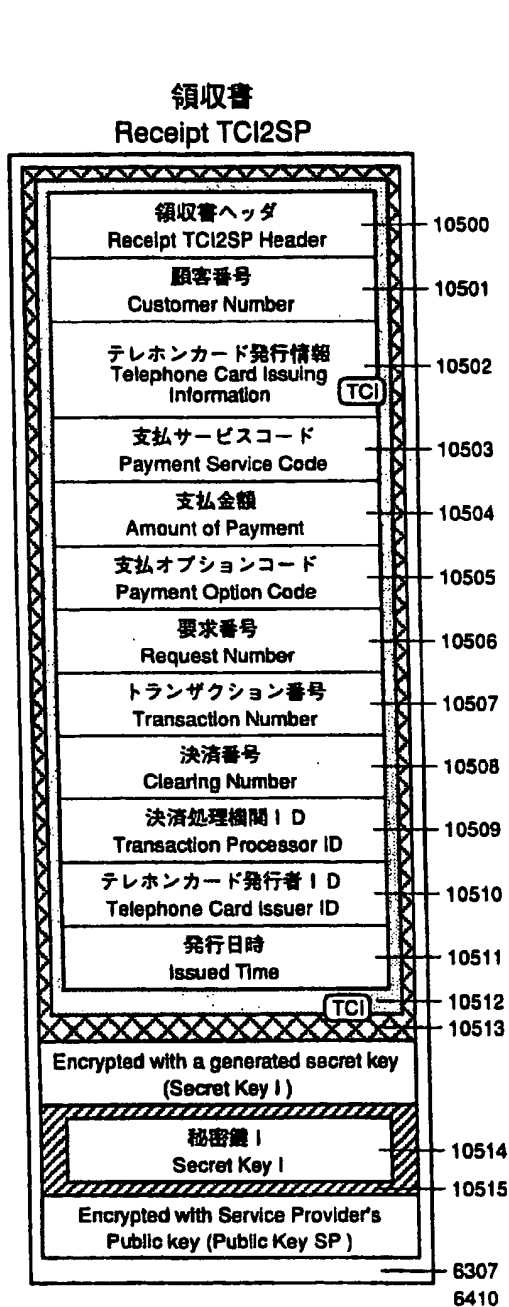 領収書
Receipt TCI2SP
領収書ヘッダ
Receipt TCI2SP Header
10500
顧客番号
Customer Number
10501
テレホンカード発行情報
Telephone Card Issuing
Information
TCI
10502
支払サービスコード
Payment Service Code
10503
支払金額
Amount of Payment
10504
支払オプションコード
Payment Option Code
10505
要求番号
Request Number
10506
トランザクション番号
Transaction Number
10507
決済番号
Clearing Number
10508
決済処理機関ID
Transaction Processor ID
10509
テレホンカード発行者ID
Telephone Card Issuer ID
10510
発行日時
Issued Time
10511
TCI
10512
10513
Encrypted with a generated secret key
(Secret Key I)
秘密鍵I
Secret Key I
10514
10515
Encrypted with Service Provider's
Public key (Public Key SP)
6307
6410